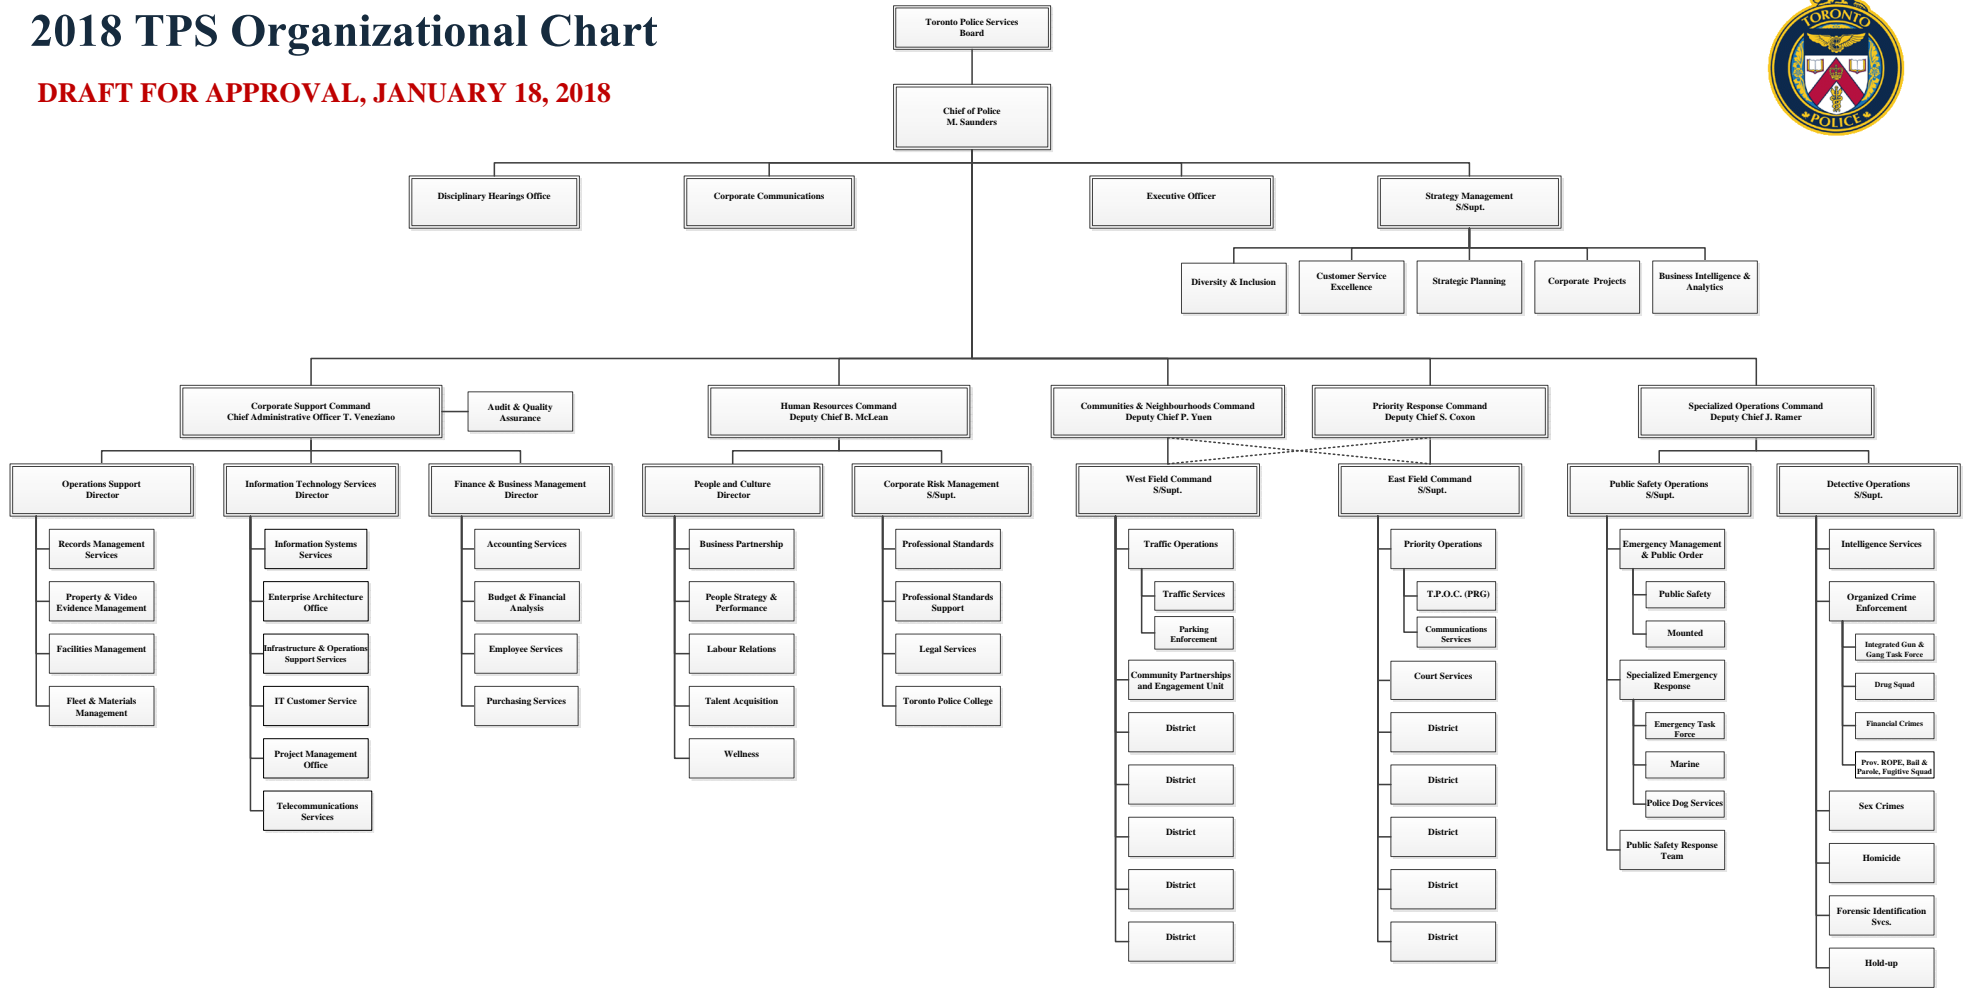 2018 TPS Organizational Chart
DRAFT FOR APPROVAL, JANUARY 18, 2018
TORONTO
POLICE
Toronto Police Services
Board
Chief of Police
M. Saunders
Disciplinary Hearings Office
Corporate Communications
Executive Officer
Strategy Management
S/Supt.
Diversity & Inclusion
Customer Service
Excellence
Strategic Planning
Corporate Projects
Business Intelligence &
Analytics
Corporate Support Command
Chief Administrative Officer T. Veneziano
Audit & Quality
Assurance
Human Resources Command
Deputy Chief B. McLean
Communities & Neighbourhoods Command
Deputy Chief P. Yuen
Priority Response Command
Deputy Chief S. Coxon
Specialized Operations Command
Deputy Chief J. Ramer
Operations Support
Director
Records Management
Services
Property & Video
Evidence Management
Facilities Management
Fleet & Materials
Management
Information Technology Services
Director
Information Systems
Services
Enterprise Architecture
Office
Infrastructure & Operations
Support Services
IT Customer Service
Project Management
Office
Telecommunications
Services
Finance & Business Management
Director
Accounting Services
Budget & Financial
Analysis
Employee Services
Purchasing Services
People and Culture
Director
Business Partnership
People Strategy &
Performance
Labour Relations
Talent Acquisition
Wellness
Corporate Risk Management
S/Supt.
Professional Standards
Professional Standards
Support
Legal Services
Toronto Police College
West Field Command
S/Supt.
Traffic Operations
Traffic Services
Parking
Enforcement
Community Partnerships
and Engagement Unit
District
District
District
District
District
East Field Command
S/Supt.
Priority Operations
T.P.O.C. (PRG)
Communications
Services
Court Services
District
District
District
District
District
Public Safety Operations
S/Supt.
Emergency Management
& Public Order
Public Safety
Mounted
Specialized Emergency
Response
Emergency Task
Force
Marine
Police Dog Services
Public Safety Response
Team
Detective Operations
S/Supt.
Intelligence Services
Organized Crime
Enforcement
Integrated Gun &
Gang Task Force
Drug Squad
Financial Crimes
Prov. ROPE, Bail &
Parole, Fugitive Squad
Sex Crimes
Homicide
Forensic Identification
Svcs.
Hold-up